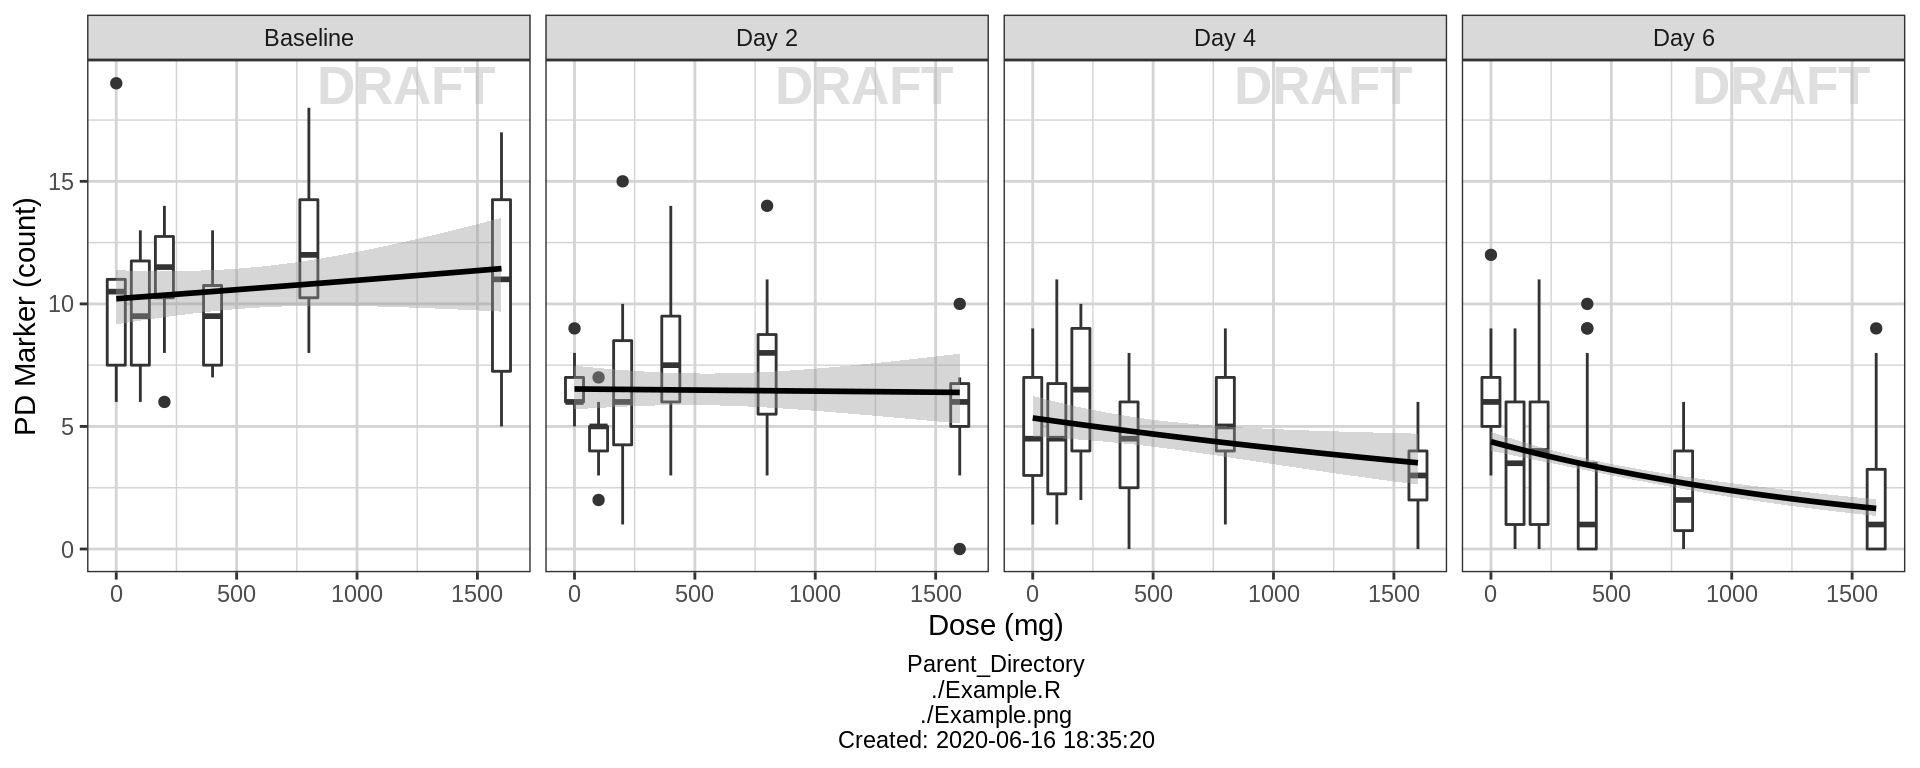 Baseline
Day 2
Day 4
Day 6
DRAFT
DRAFT
DRAFT
DRAFT
PD Marker (count)
15
10
5
0
0 500 1000 1500
0 500 1000 1500
0 500 1000 1500
0 500 1000 1500
Dose (mg)
Parent_Directory
./Example.R
./Example.png
Created: 2020-06-16 18:35:20